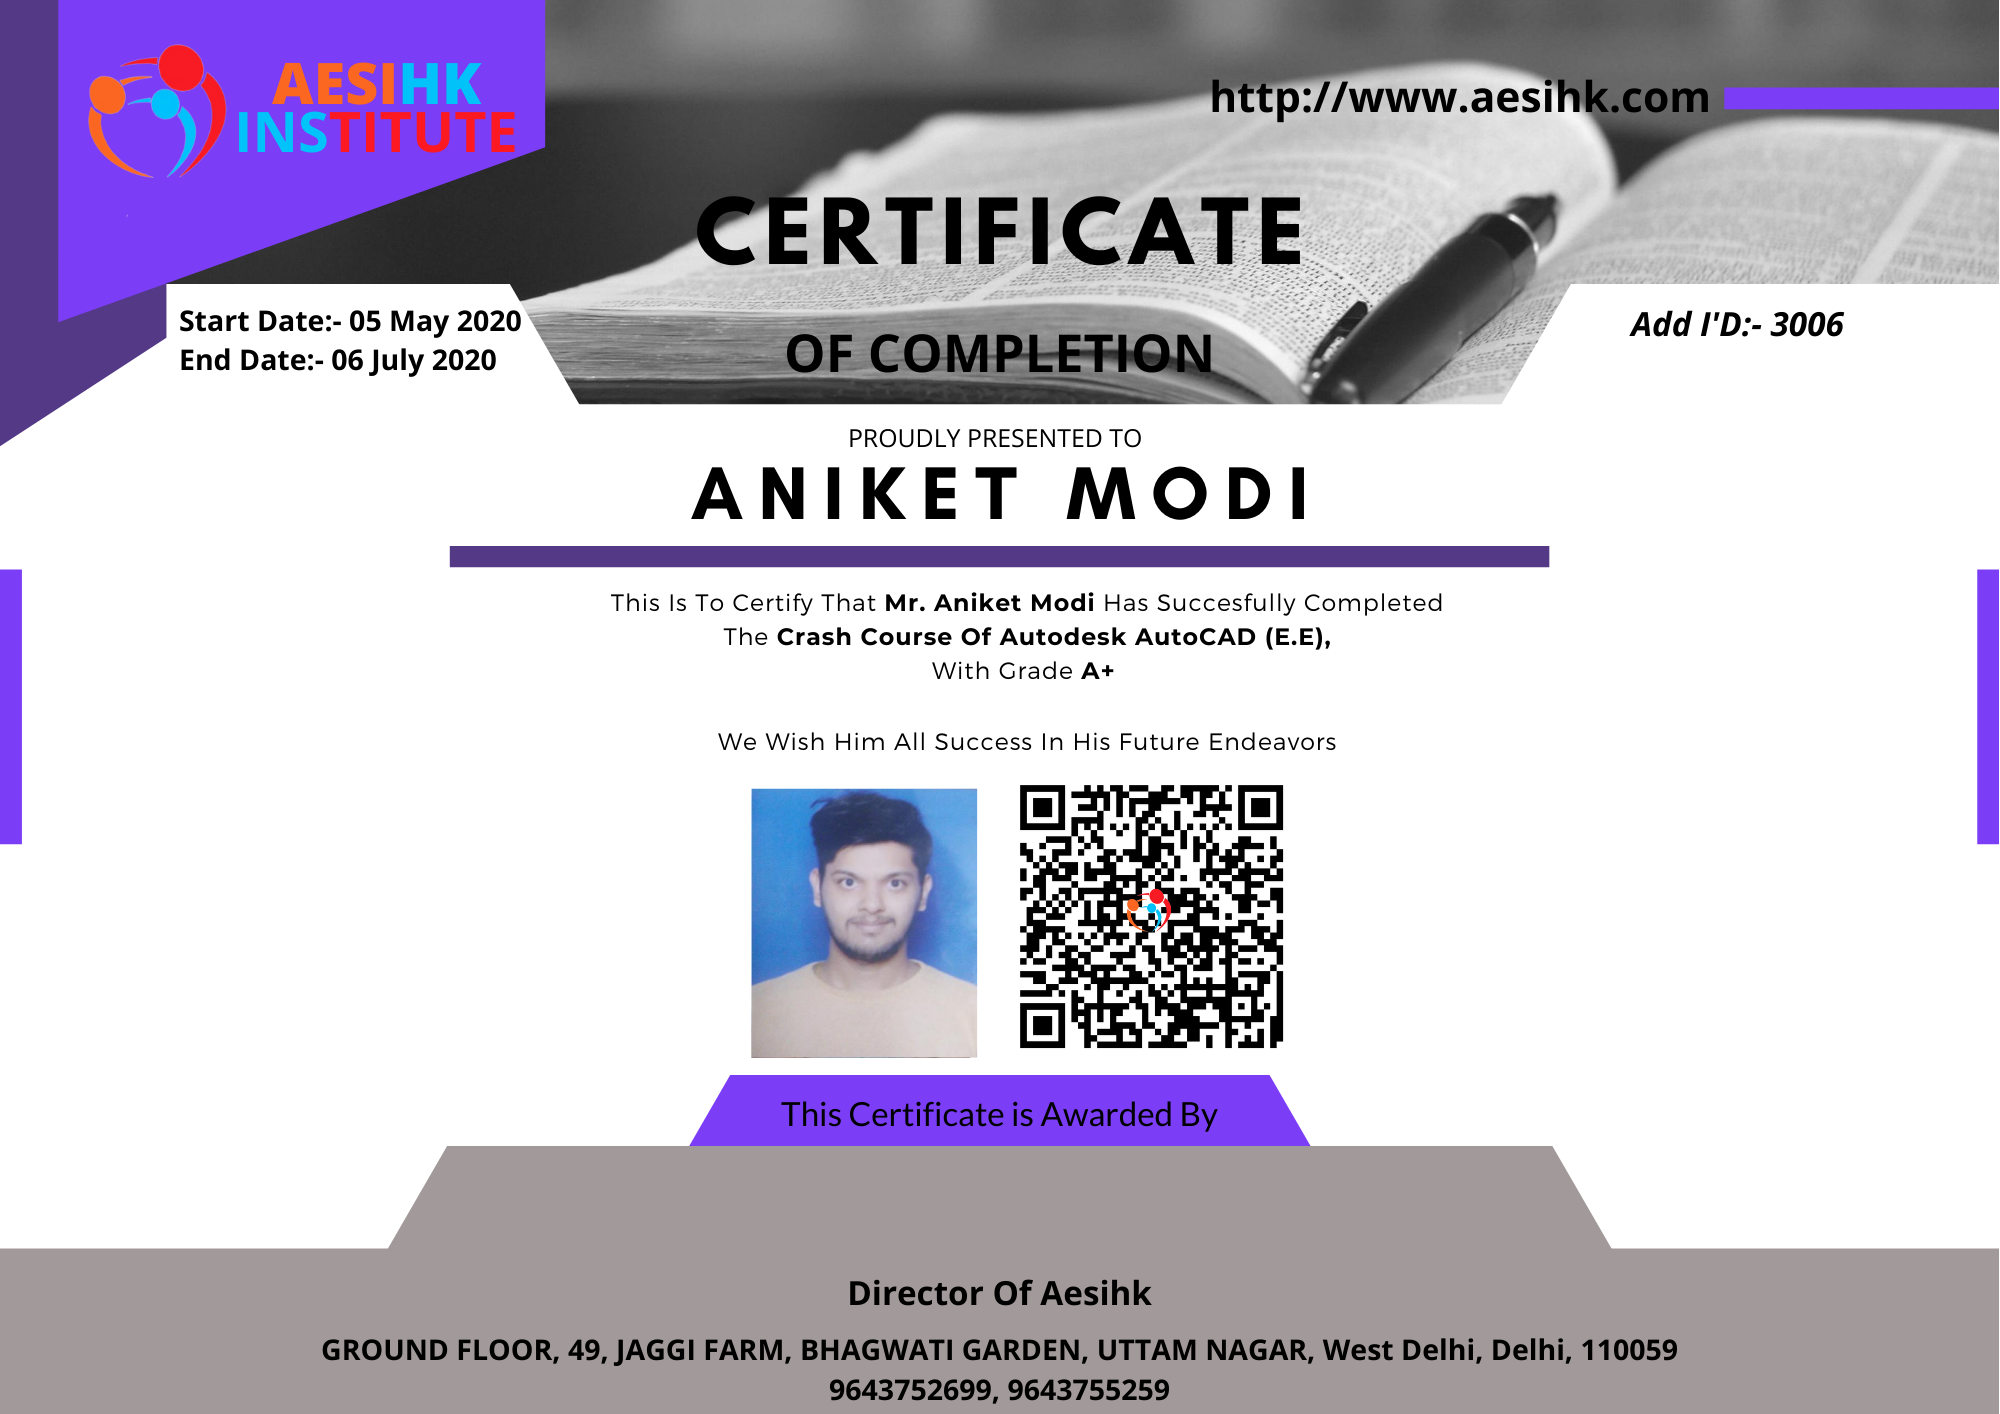 AESIHK
INSTITUTE
http://www.aesihk.com
CERTIFICATE
OF COMPLETION
Start Date:- 05 May 2020
End Date:- 06 July 2020
Add I'D:- 3006
PROUDLY PRESENTED TO
ANIKET MODI
This Is To Certify That Mr. Aniket Modi Has Succesfully Completed
The Crash Course Of Autodesk AutoCAD (E.E),
With Grade A+
We Wish Him All Success In His Future Endeavors
This Certificate is Awarded By
Director Of Aesihk
GROUND FLOOR, 49, JAGGI FARM, BHAGWATI GARDEN, UTTAM NAGAR, West Delhi, Delhi, 110059
9643752699, 9643755259